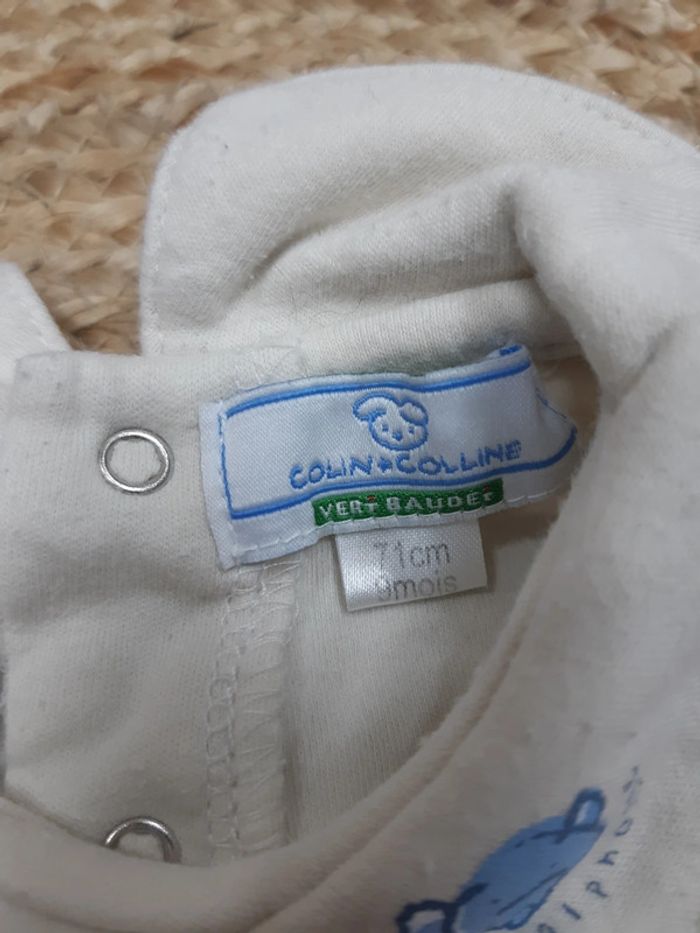 COLIN★COLLINE
VERT BAUDET
71cm
9mois